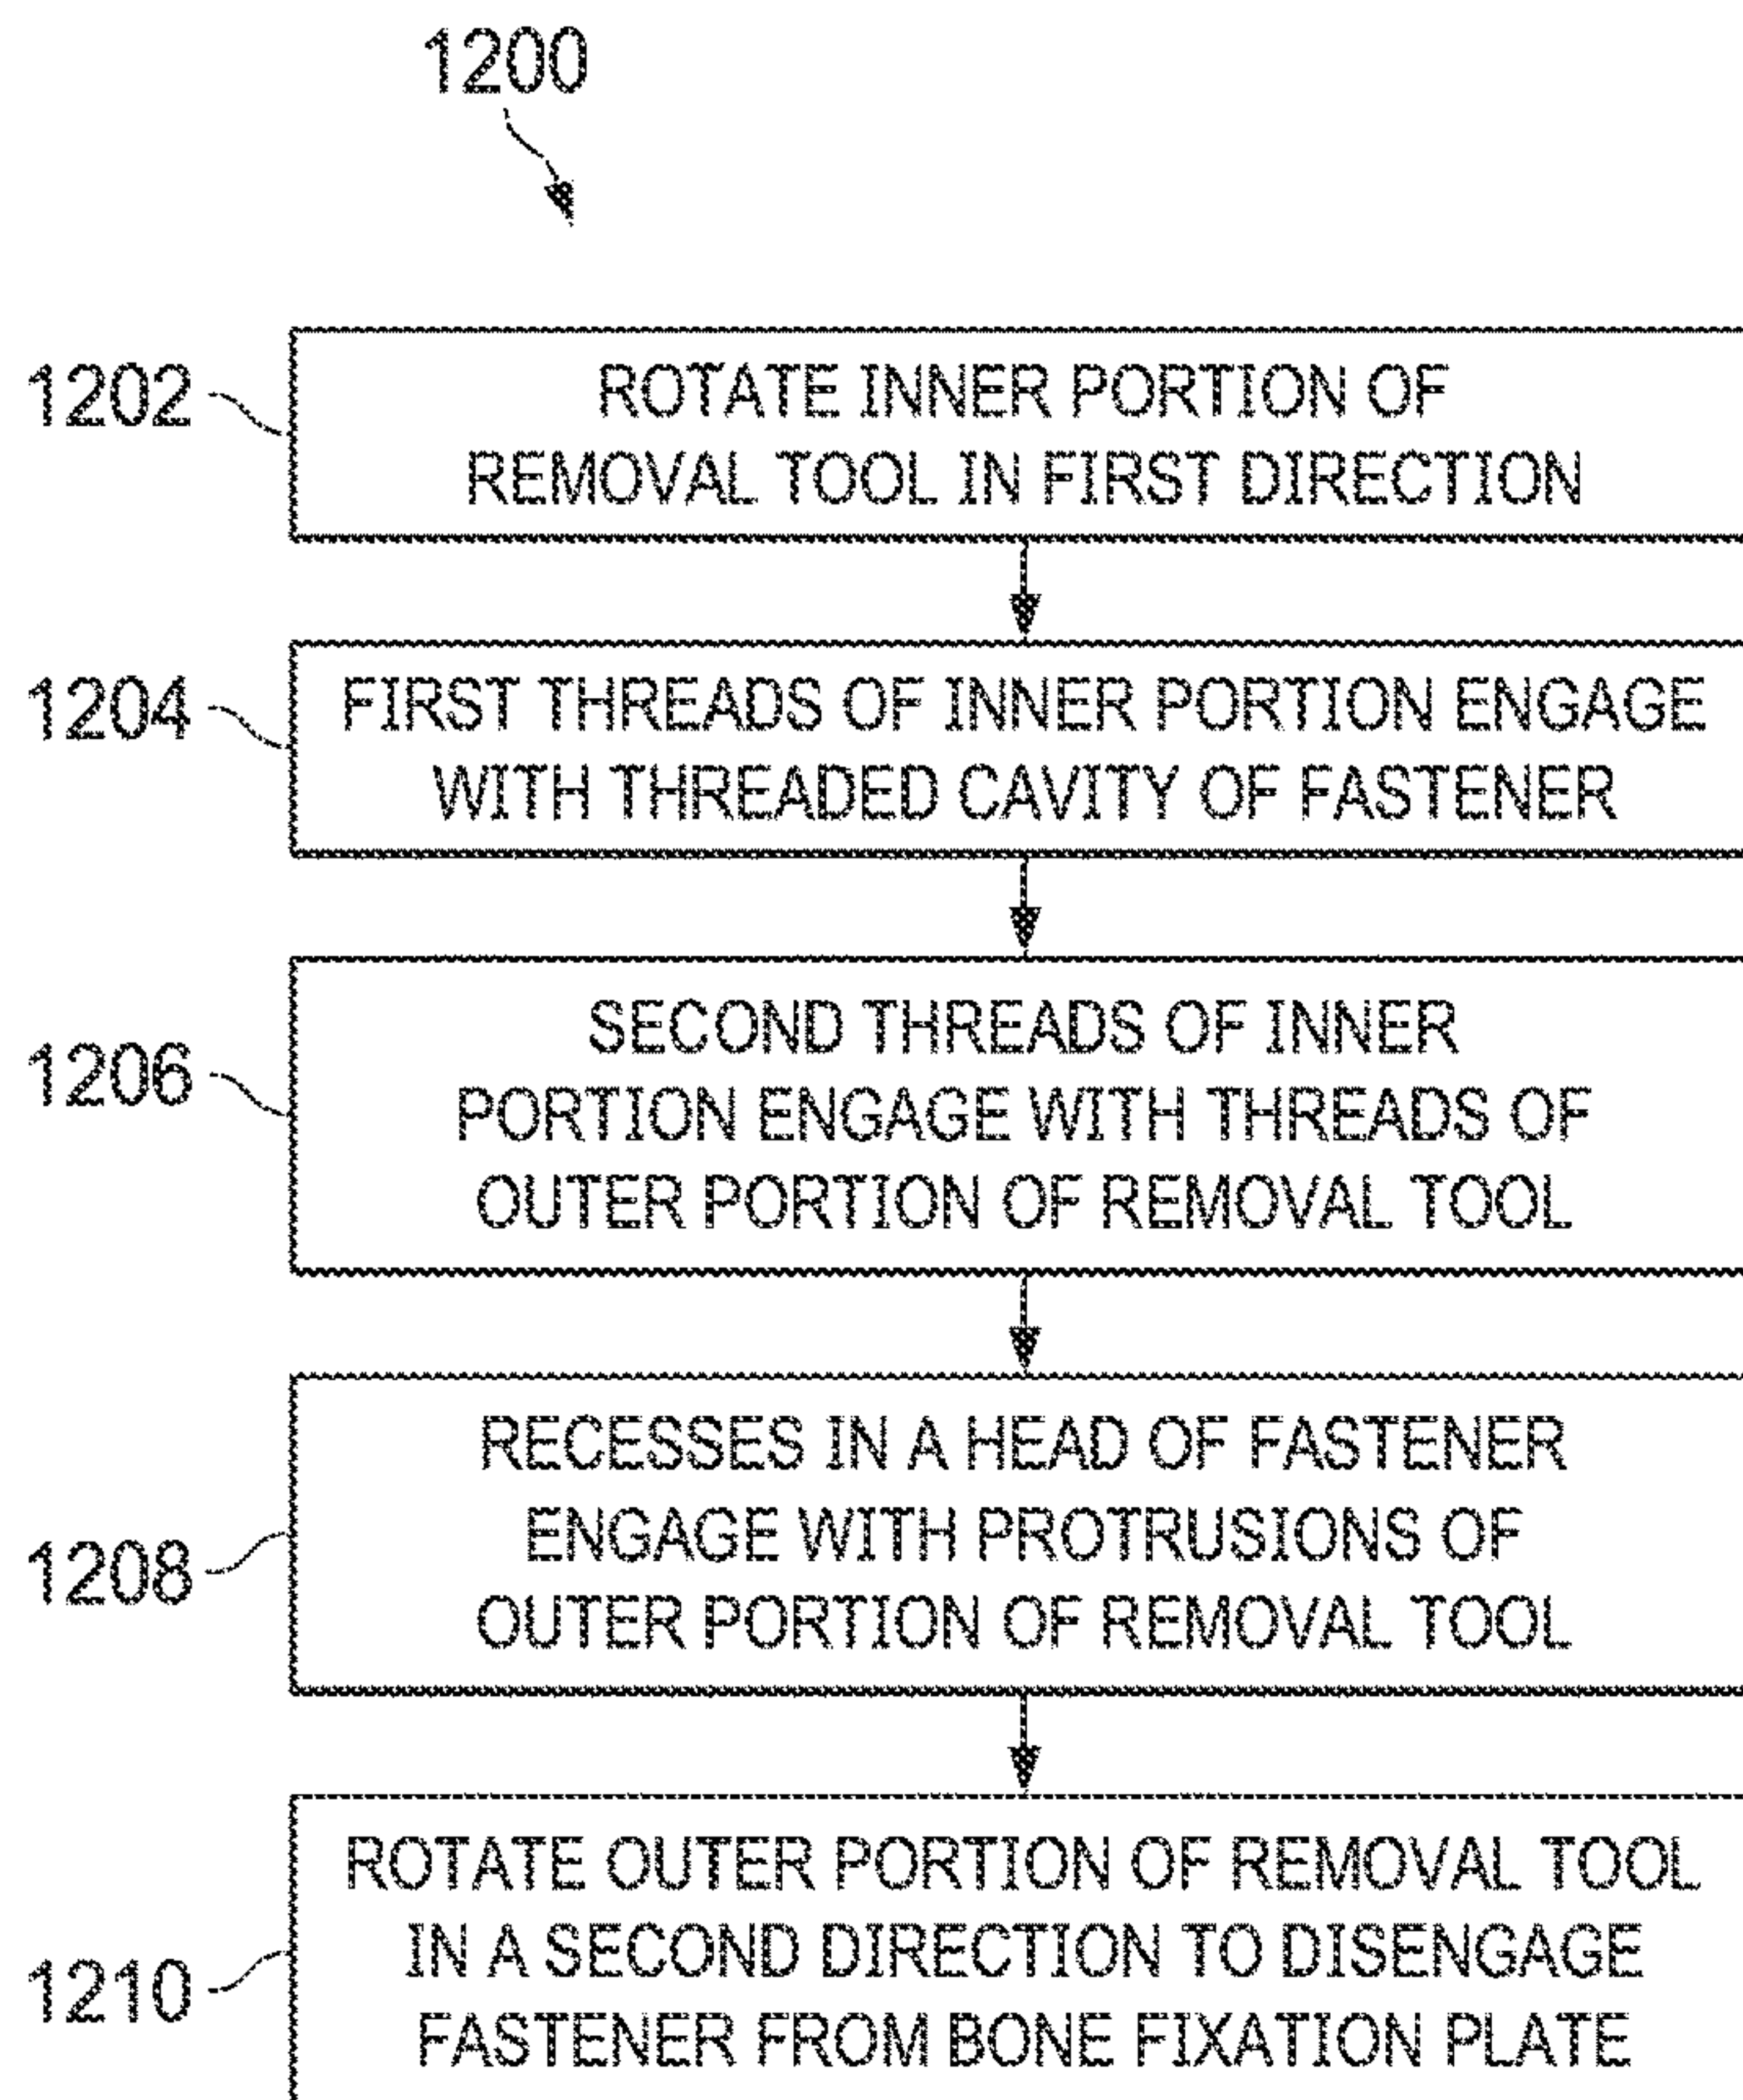 1200
1202
ROTATE INNER PORTION OF
REMOVAL TOOL IN FIRST DIRECTION
1204
FIRST THREADS OF INNER PORTION ENGAGE
WITH THREADED CAVITY OF FASTENER
1206
SECOND THREADS OF INNER
PORTION ENGAGE WITH THREADS OF
OUTER PORTION OF REMOVAL TOOL
1208
RECESSES IN A HEAD OF FASTENER
ENGAGE WITH PROTRUSIONS OF
OUTER PORTION OF REMOVAL TOOL
1210
ROTATE OUTER PORTION OF REMOVAL TOOL
IN A SECOND DIRECTION TO DISENGAGE
FASTENER FROM BONE FIXATION PLATE